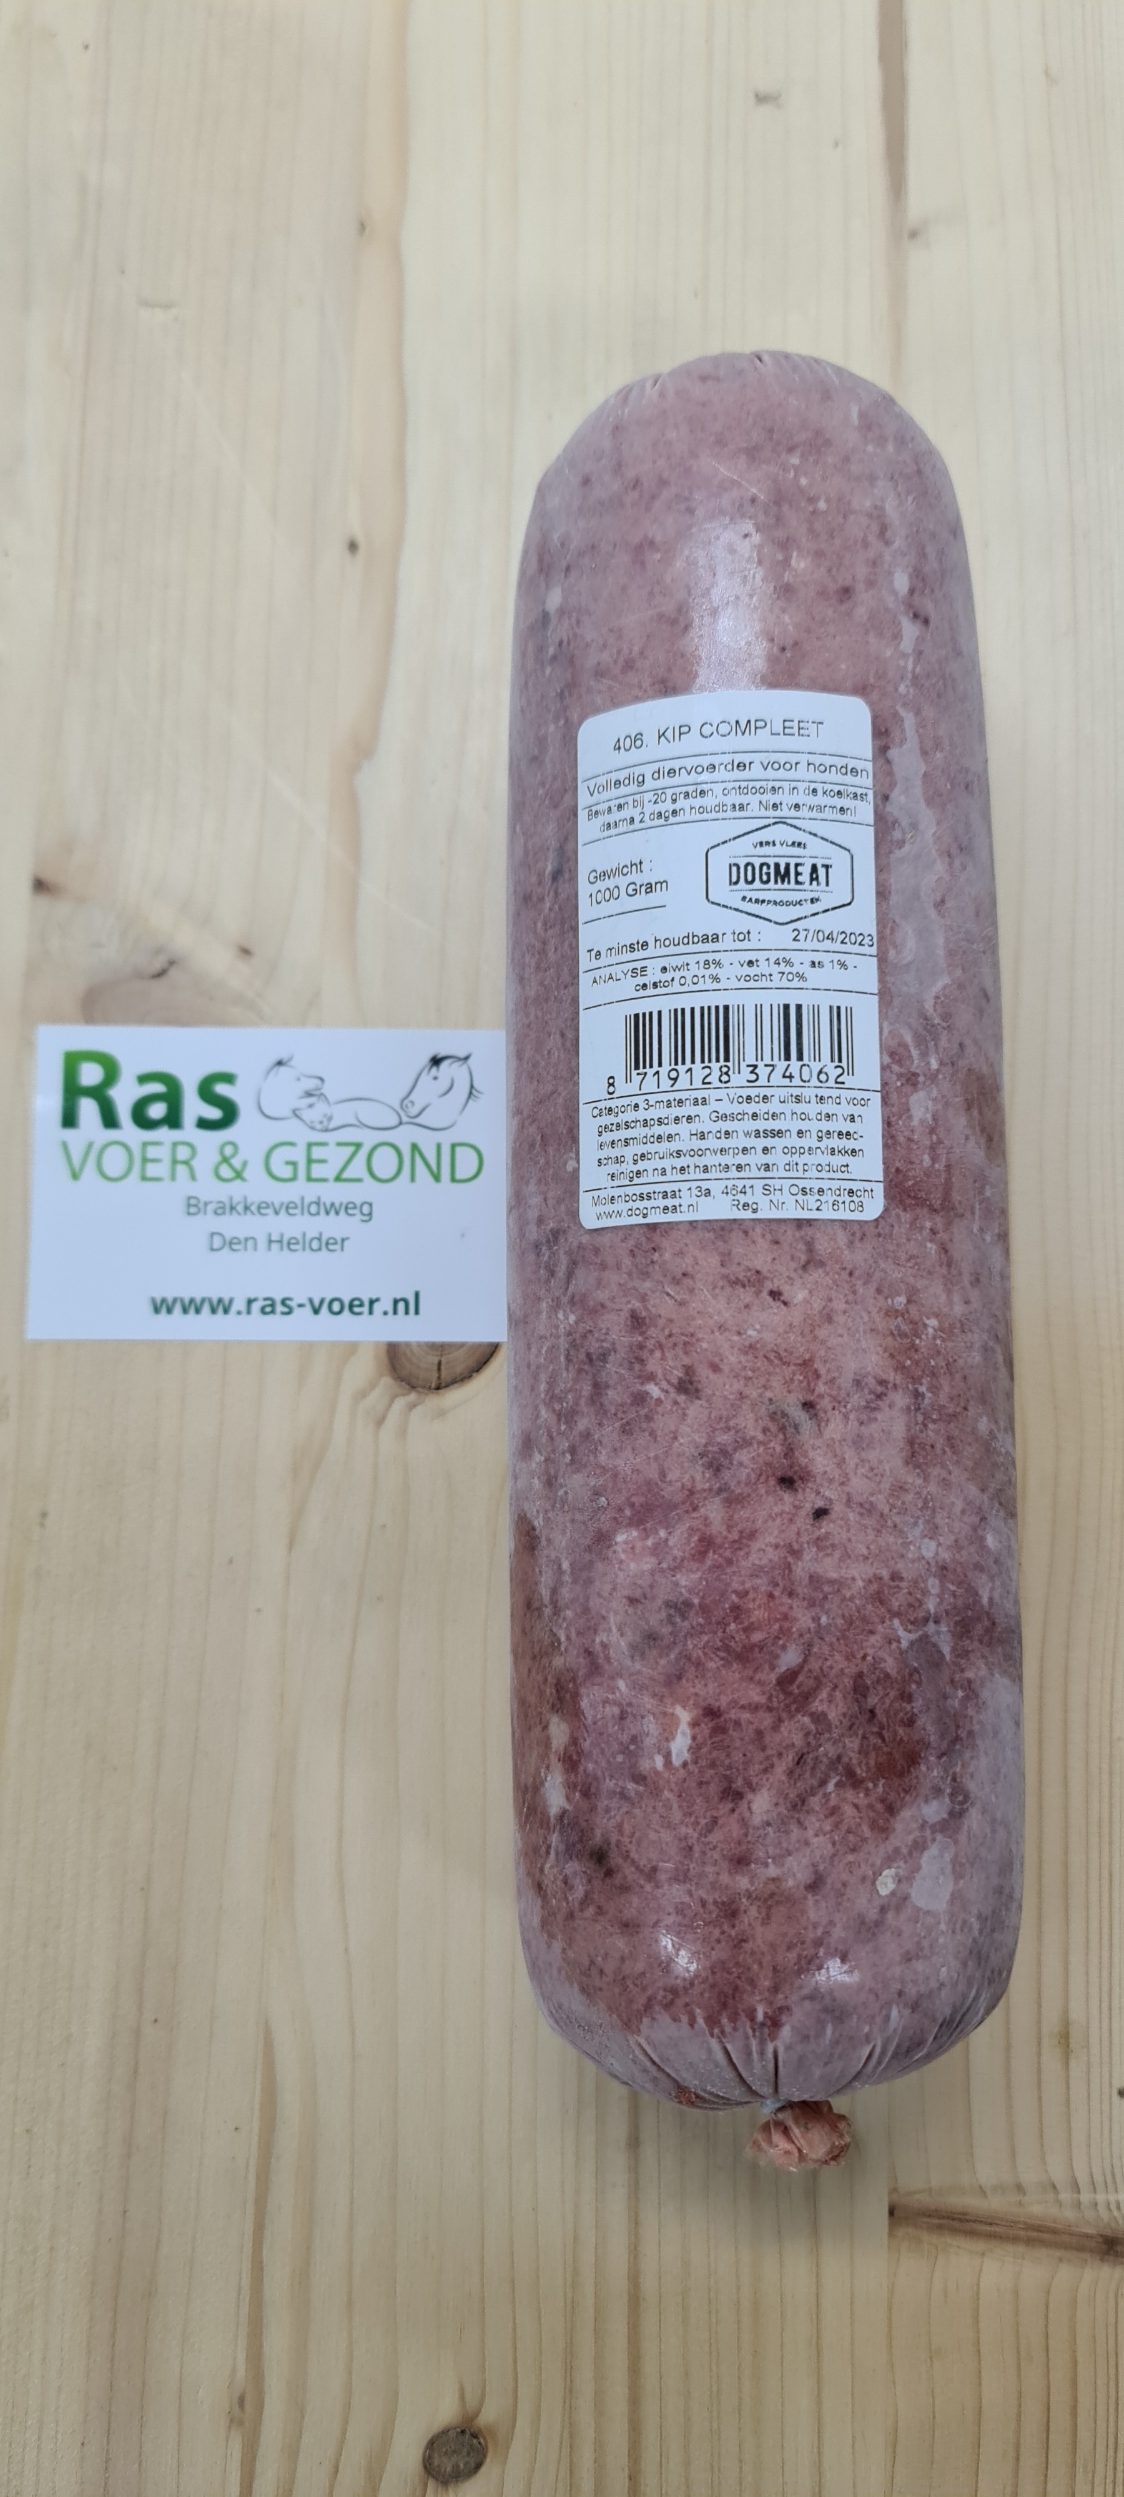 406. KIP COMPLEET
Volledig diervoerder voor honden
Bewaren bij -20 graden, ontdooien in de koelkast,
daarna 2 dagen houdbaar. Niet verwarmen!
Gewicht :
1000 Gram
VERS VLEES
DOGMEAT
BARFPRODUCTEN
Te minste houdbaar tot : 27/04/2023
ANALYSE : eiwit 18% - vet 14% - as 1% -
celstof 0,01% - vocht 70%
8 719128 374062
Categorie 3-materiaal – Voeder uitsluitend voor
gezelschapsdieren. Gescheiden houden van
levensmiddelen. Handen wassen en gereed-
schap, gebruiksvoorwerpen en oppervlakken
reinigen na het hanteren van dit product.
Molenbosstraat 13a, 4641 SH Ossendrecht
www.dogmeat.nl Reg. Nr. NL216108
Ras
VOER & GEZOND
Brakkeveldweg
Den Helder
www.ras-voer.nl